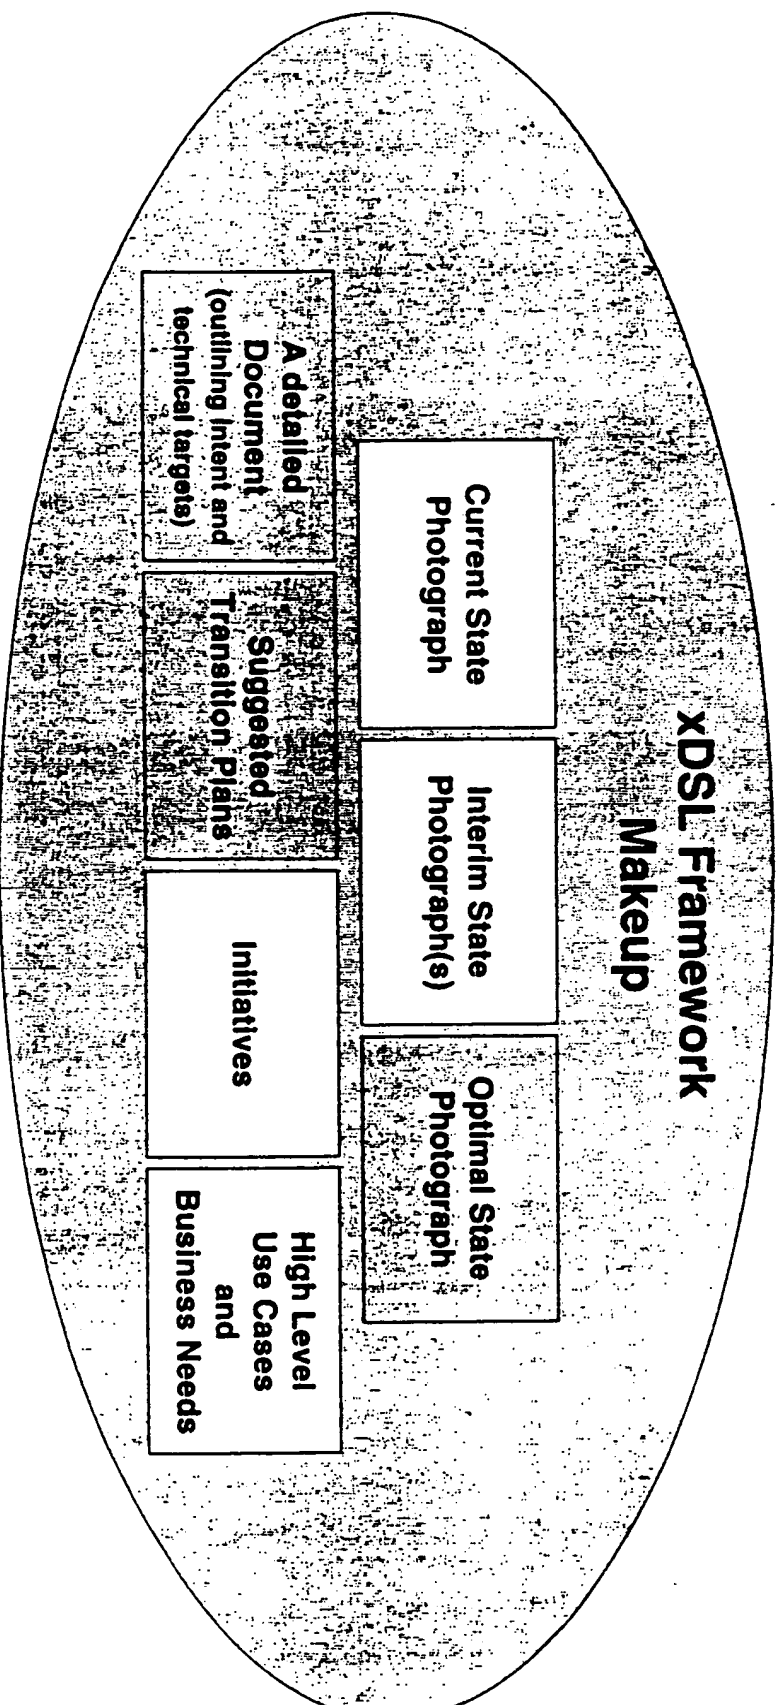 xDSL Framework
Makeup
Current State
Photograph
Interim State
Photograph(s)
Optimal State
Photograph
A detailed
Document
(outlining intent and
technical targets)
Suggested
Transition Plans
Initiatives
High Level
Use Cases
and
Business Needs